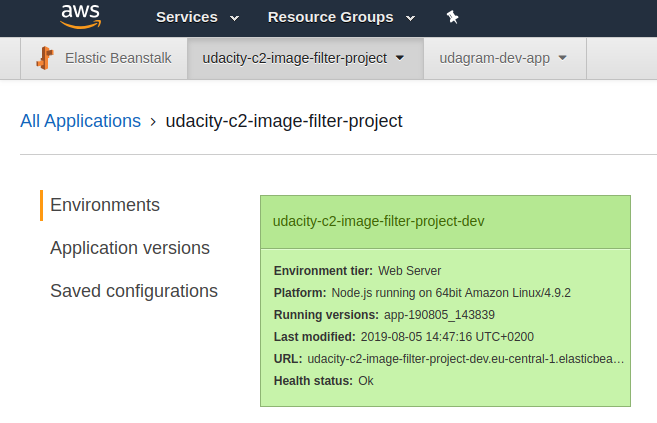 aws Services Resource Groups
Elastic Beanstalk udacity-c2-image-filter-project udagram-dev-app
All Applications › udacity-c2-image-filter-project
Environments
Application versions
Saved configurations
udacity-c2-image-filter-project-dev
Environment tier: Web Server
Platform: Node.js running on 64bit Amazon Linux/4.9.2
Running versions: app-190805_143839
Last modified: 2019-08-05 14:47:16 UTC+0200
URL: udacity-c2-image-filter-project-dev.eu-central-1.elasticbea…
Health status: Ok